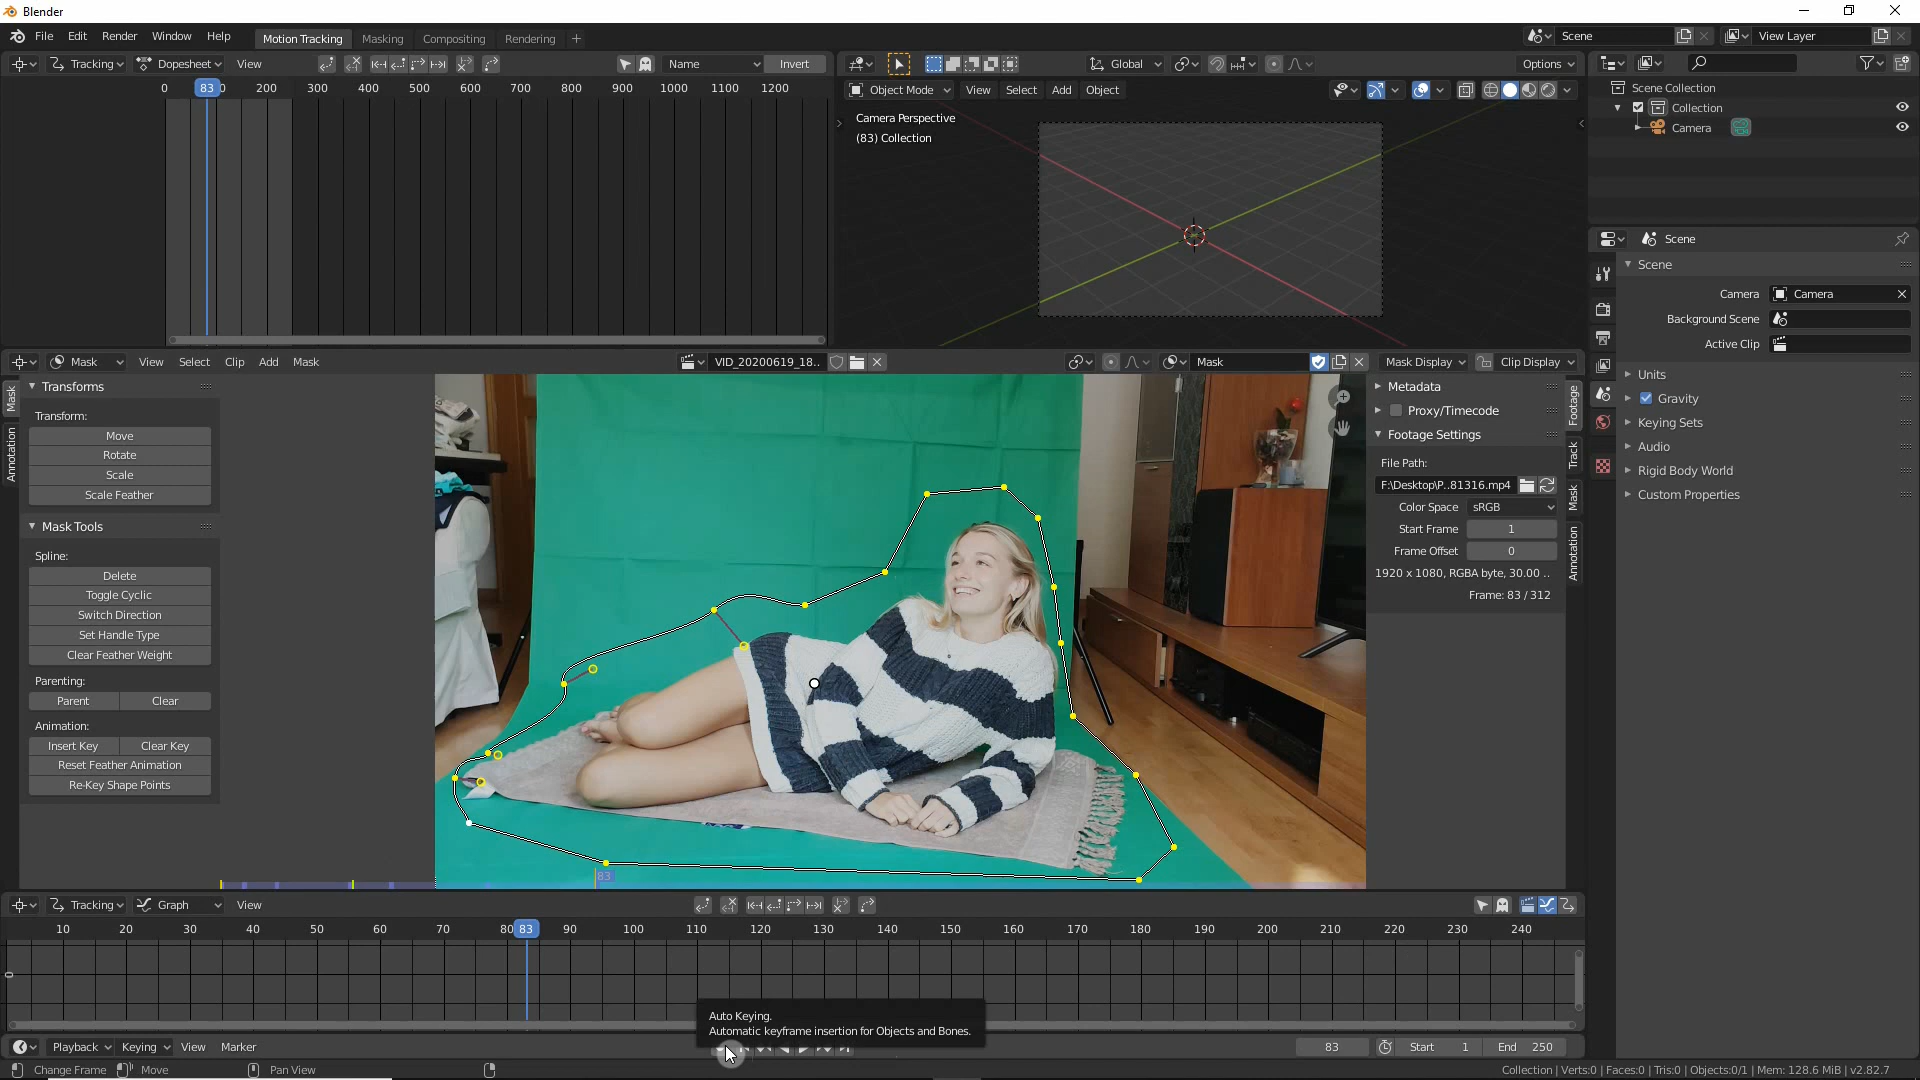 Blender
File Edit Render Window Help Motion Tracking Masking Compositing Rendering + Scene View Layer
Tracking Dopesheet View Name Invert Global Options
0 83 0 200 300 400 500 600 700 800 900 1000 1100 1200
Object Mode View Select Add Object
Camera Perspective
(83) Collection
Scene Collection
Collection
Camera
Scene
Scene
Camera Camera
Background Scene
Active Clip
Units
Gravity
Keying Sets
Audio
Rigid Body World
Custom Properties
Mask View Select Clip Add Mask VID_20200619_18.. Mask Mask Display Clip Display
Mask
Annotation
Transforms
Transform:
Move
Rotate
Scale
Scale Feather
Mask Tools
Spline:
Delete
Toggle Cyclic
Switch Direction
Set Handle Type
Clear Feather Weight
Parenting:
Parent Clear
Animation:
Insert Key Clear Key
Reset Feather Animation
Re-Key Shape Points
Metadata
Proxy/Timecode
Footage Settings
File Path:
F:\Desktop\P..81316.mp4
Color Space sRGB
Start Frame 1
Frame Offset 0
1920 x 1080, RGBA byte, 30.00 ..
Frame: 83 / 312
Footage
Track
Mask
Annotation
83
Tracking Graph View
10 20 30 40 50 60 70 80 83 90 100 110 120 130 140 150 160 170 180 190 200 210 220 230 240
0
Auto Keying.
Automatic keyframe insertion for Objects and Bones.
Playback Keying View Marker 83 Start 1 End 250
Change Frame Move Pan View Collection | Verts:0 | Faces:0 | Tris:0 | Objects:0/1 | Mem: 128.6 MiB | v2.82.7